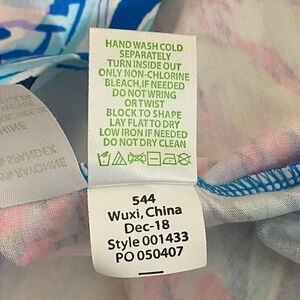 HAND WASH COLD
SEPARATELY
TURN INSIDE OUT
ONLY NON-CHLORINE
BLEACH,IF NEEDED
DO NOT WRING
OR TWIST
BLOCK TO SHAPE
LAY FLAT TO DRY
LOW IRON IF NEEDED
DO NOT DRY CLEAN
544
Wuxi, China
Dec-18
Style 001433
PO 050407
SPANDEX